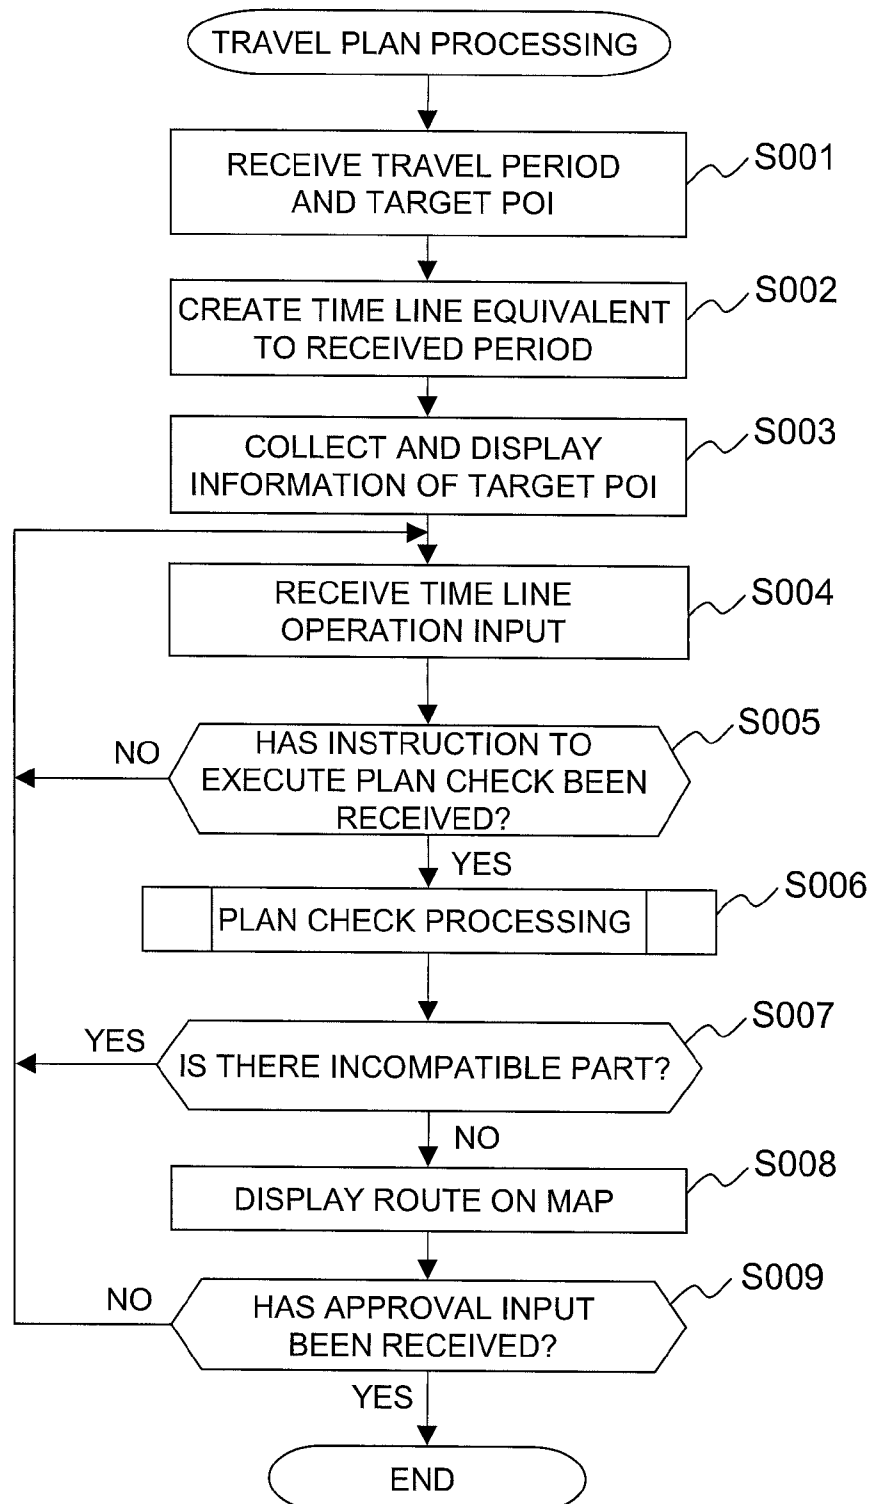 TRAVEL PLAN PROCESSING
RECEIVE TRAVEL PERIOD
AND TARGET POI
S001
CREATE TIME LINE EQUIVALENT
TO RECEIVED PERIOD
S002
COLLECT AND DISPLAY
INFORMATION OF TARGET POI
S003
RECEIVE TIME LINE
OPERATION INPUT
S004
HAS INSTRUCTION TO
EXECUTE PLAN CHECK BEEN
RECEIVED?
S005
NO
YES
PLAN CHECK PROCESSING
S006
IS THERE INCOMPATIBLE PART?
S007
YES
NO
DISPLAY ROUTE ON MAP
S008
HAS APPROVAL INPUT
BEEN RECEIVED?
S009
NO
YES
END